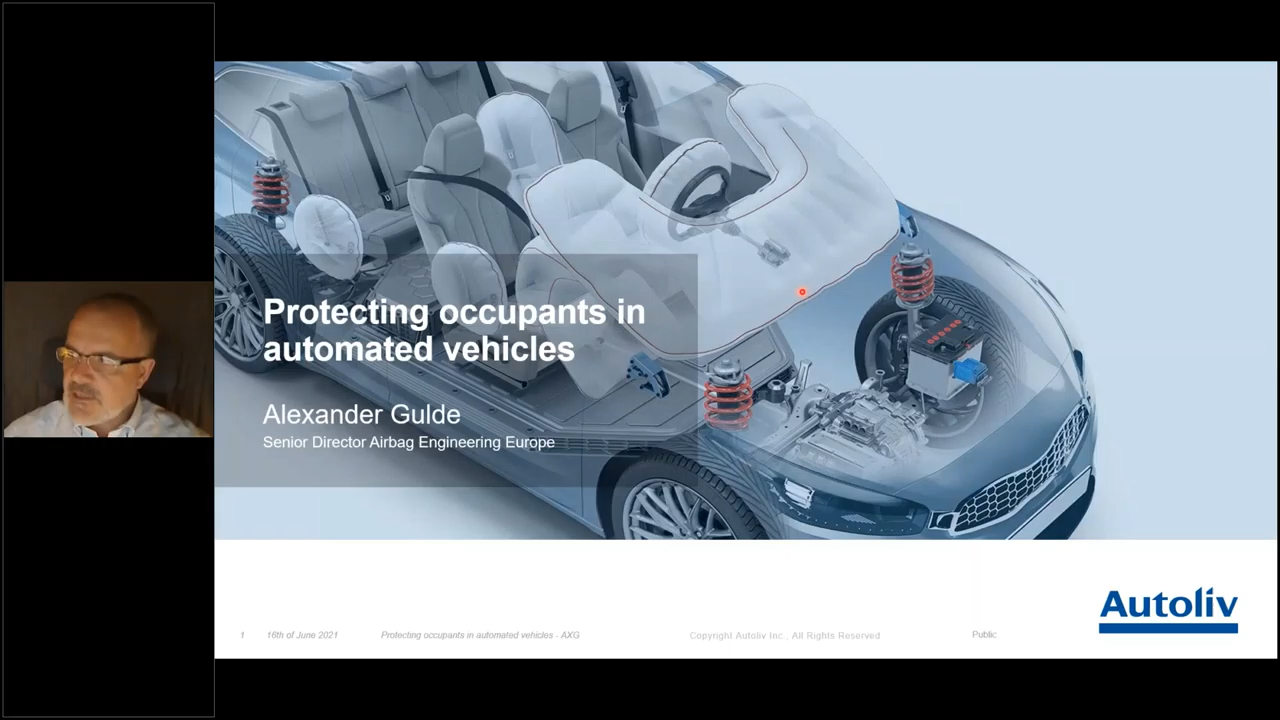 Protecting occupants in
automated vehicles
Alexander Gulde
Senior Director Airbag Engineering Europe
Autoliv
1 16th of June 2021 Protecting occupants in automated vehicles - AXG Copyright Autoliv Inc., All Rights Reserved Public